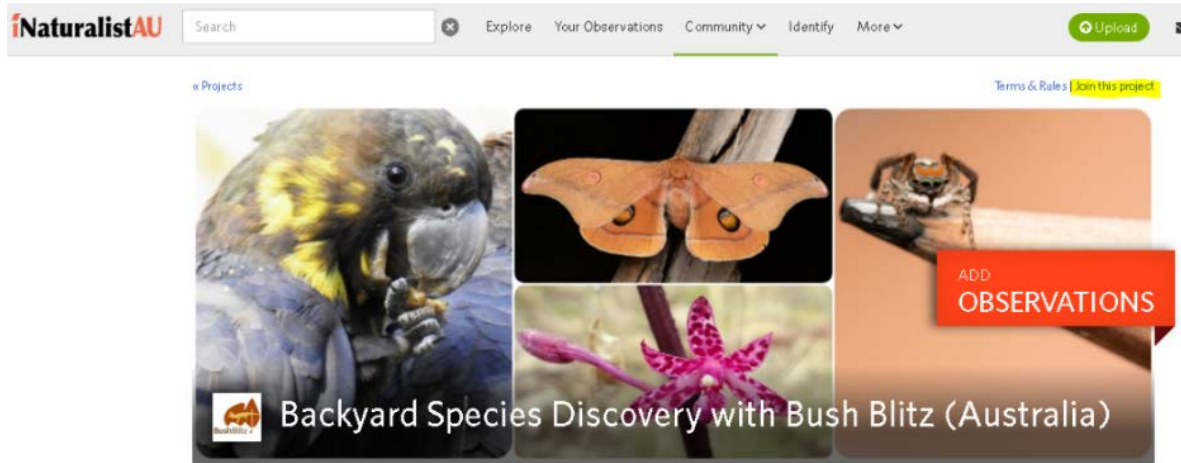 iNaturalistAU Search Explore Your Observations Community Identify More Upload
« Projects Terms & Rules | Join this project
ADD
OBSERVATIONS
BushBlitz
Backyard Species Discovery with Bush Blitz (Australia)